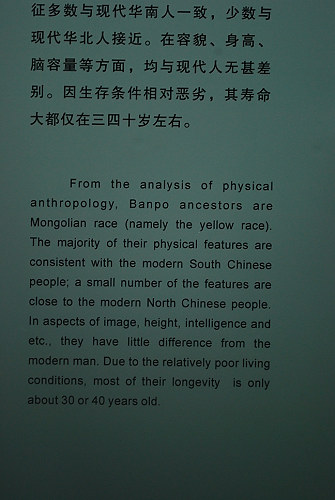 征多数与现代华南人一致，少数与
现代华北人接近。在容貌、身高、
脑容量等方面，均与现代人无甚差
别。因生存条件相对恶劣，其寿命
大都仅在三四十岁左右。
From the analysis of physical
anthropology, Banpo ancestors are
Mongolian race (namely the yellow race).
The majority of their physical features are
consistent with the modern South Chinese
people; a small number of the features are
close to the modern North Chinese people.
In aspects of image, height, intelligence and
etc., they have little difference from the
modern man. Due to the relatively poor living
conditions, most of their longevity is only
about 30 or 40 years old.